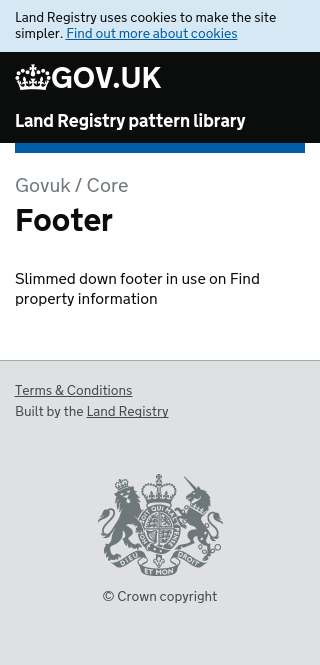 Land Registry uses cookies to make the site
simpler. Find out more about cookies
GOV.UK
Land Registry pattern library
Govuk / Core
Footer
Slimmed down footer in use on Find
property information
Terms & Conditions
Built by the Land Registry
DIEU ET MON DROIT
© Crown copyright